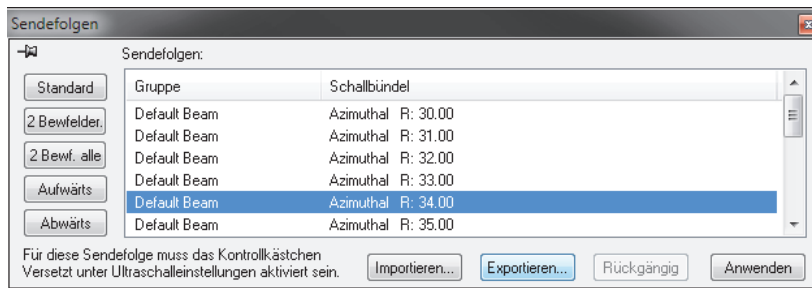 Sendefolgen
Sendefolgen:
Standard
2 Bewfelder.
2 Bewf. alle
Aufwärts
Abwärts
Gruppe Schallbündel
Default Beam Azimuthal R: 30.00
Default Beam Azimuthal R: 31.00
Default Beam Azimuthal R: 32.00
Default Beam Azimuthal R: 33.00
Default Beam Azimuthal R: 34.00
Default Beam Azimuthal R: 35.00
Für diese Sendefolge muss das Kontrollkästchen
Versetzt unter Ultraschalleinstellungen aktiviert sein.
Importieren... Exportieren... Rückgängig Anwenden